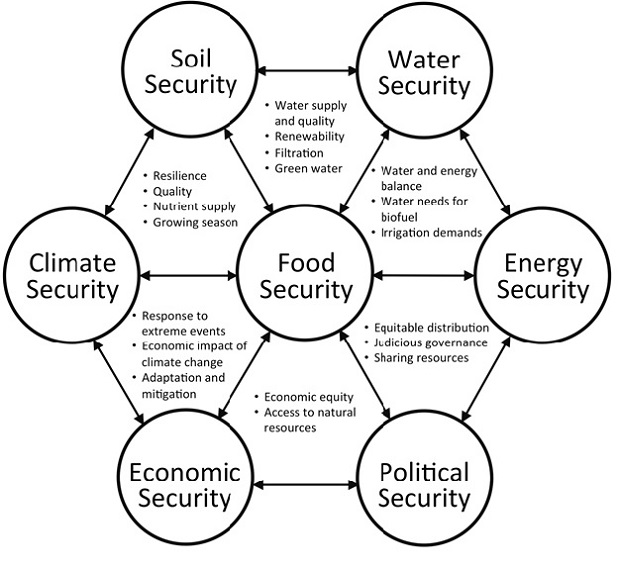 Soil
Security
Water
Security
• Water supply
and quality
• Renewability
• Filtration
• Green water
• Resilience
• Quality
• Nutrient supply
• Growing season
• Water and energy
balance
• Water needs for
biofuel
• Irrigation demands
Climate
Security
Food
Security
Energy
Security
• Response to
extreme events
• Economic impact of
climate change
• Adaptation and
mitigation
• Equitable distribution
• Judicious governance
• Sharing resources
• Economic equity
• Access to natural
resources
Economic
Security
Political
Security